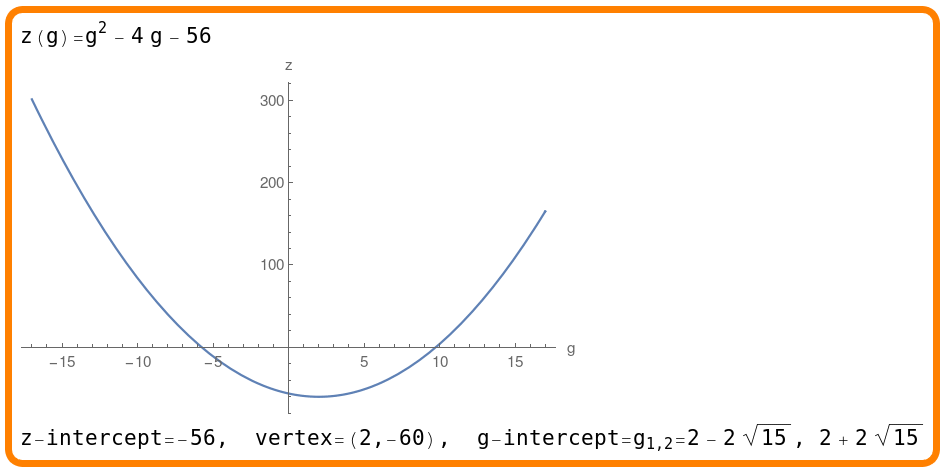 z(g)=g² − 4 g − 56
z
300
200
100
−15 −10 −5 5 10 15 g
z−intercept=−56, vertex=(2,−60), g−intercept=g₁,₂=2 − 2 √15, 2 + 2 √15